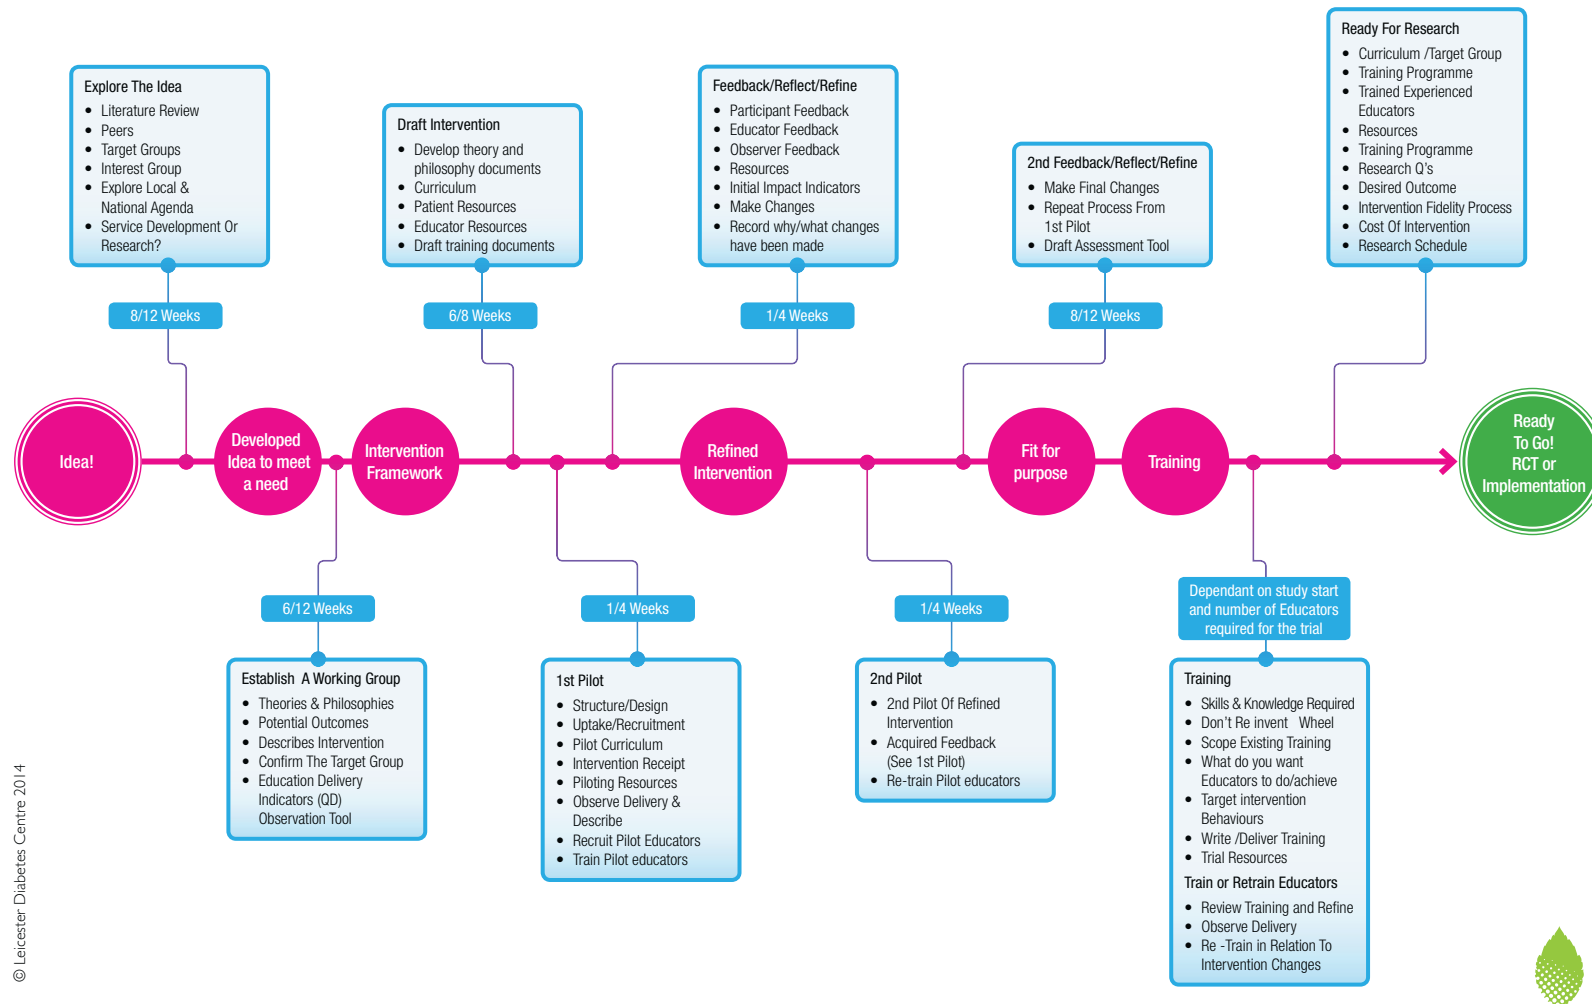 Explore The Idea
• Literature Review
• Peers
• Target Groups
• Interest Group
• Explore Local &
National Agenda
• Service Development Or
Research?
8/12 Weeks
Draft Intervention
• Develop theory and
philosophy documents
• Curriculum
• Patient Resources
• Educator Resources
• Draft training documents
6/8 Weeks
Feedback/Reflect/Refine
• Participant Feedback
• Educator Feedback
• Observer Feedback
• Resources
• Initial Impact Indicators
• Make Changes
• Record why/what changes
have been made
1/4 Weeks
2nd Feedback/Reflect/Refine
• Make Final Changes
• Repeat Process From
1st Pilot
• Draft Assessment Tool
8/12 Weeks
Ready For Research
• Curriculum /Target Group
• Training Programme
• Trained Experienced
Educators
• Resources
• Training Programme
• Research Q's
• Desired Outcome
• Intervention Fidelity Process
• Cost Of Intervention
• Research Schedule
Idea!
Developed
Idea to meet
a need
Intervention
Framework
Refined
Intervention
Fit for
purpose
Training
Ready
To Go!
RCT or
Implementation
6/12 Weeks
Establish A Working Group
• Theories & Philosophies
• Potential Outcomes
• Describes Intervention
• Confirm The Target Group
• Education Delivery
Indicators (QD)
Observation Tool
1/4 Weeks
1st Pilot
• Structure/Design
• Uptake/Recruitment
• Pilot Curriculum
• Intervention Receipt
• Piloting Resources
• Observe Delivery &
Describe
• Recruit Pilot Educators
• Train Pilot educators
1/4 Weeks
2nd Pilot
• 2nd Pilot Of Refined
Intervention
• Acquired Feedback
(See 1st Pilot)
• Re-train Pilot educators
Dependant on study start
and number of Educators
required for the trial
Training
• Skills & Knowledge Required
• Don't Re invent Wheel
• Scope Existing Training
• What do you want
Educators to do/achieve
• Target intervention
Behaviours
• Write /Deliver Training
• Trial Resources
Train or Retrain Educators
• Review Training and Refine
• Observe Delivery
• Re -Train in Relation To
Intervention Changes
© Leicester Diabetes Centre 2014